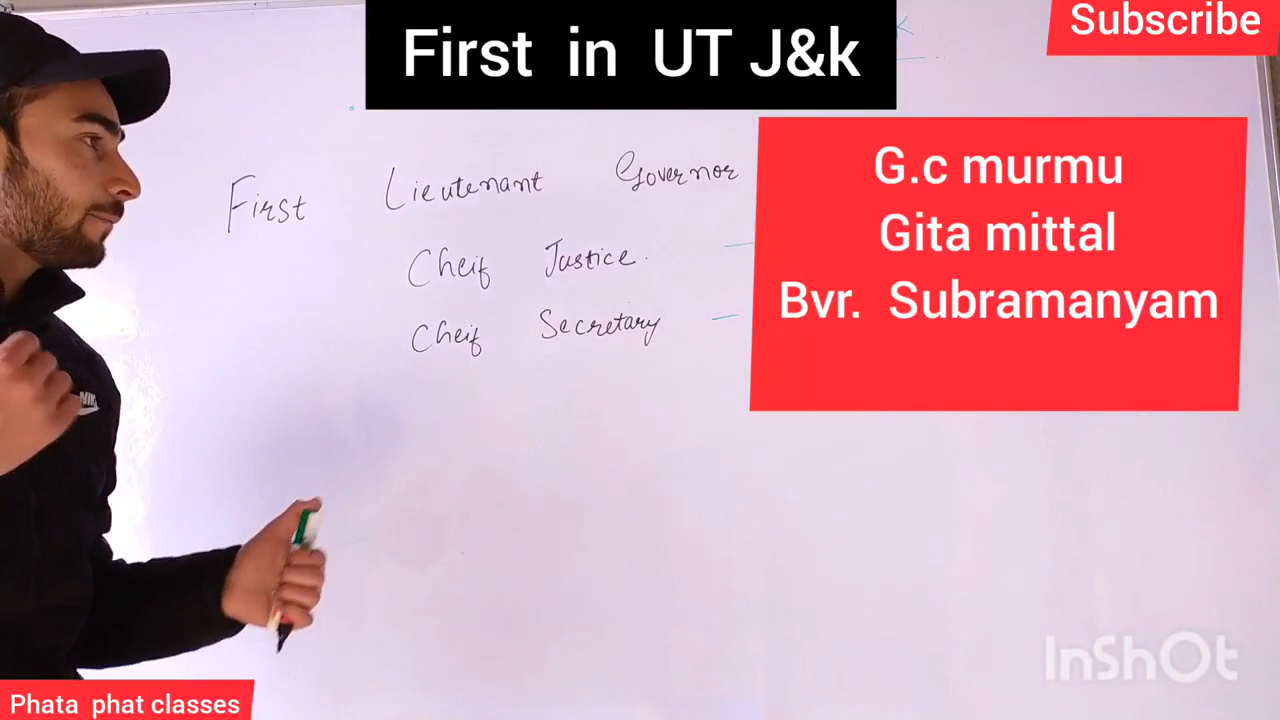 Subscribe
First in UT J&k
First Lieutenant Governor
G.c murmu
Cheif Justice.
Gita mittal
Cheif Secretary
Bvr. Subramanyam
InShOt
Phata phat classes